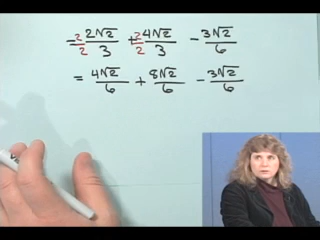 = 2/2 2√2/3 + 2/2 4√2/3 - 3√2/6
= 4√2/6 + 8√2/6 - 3√2/6